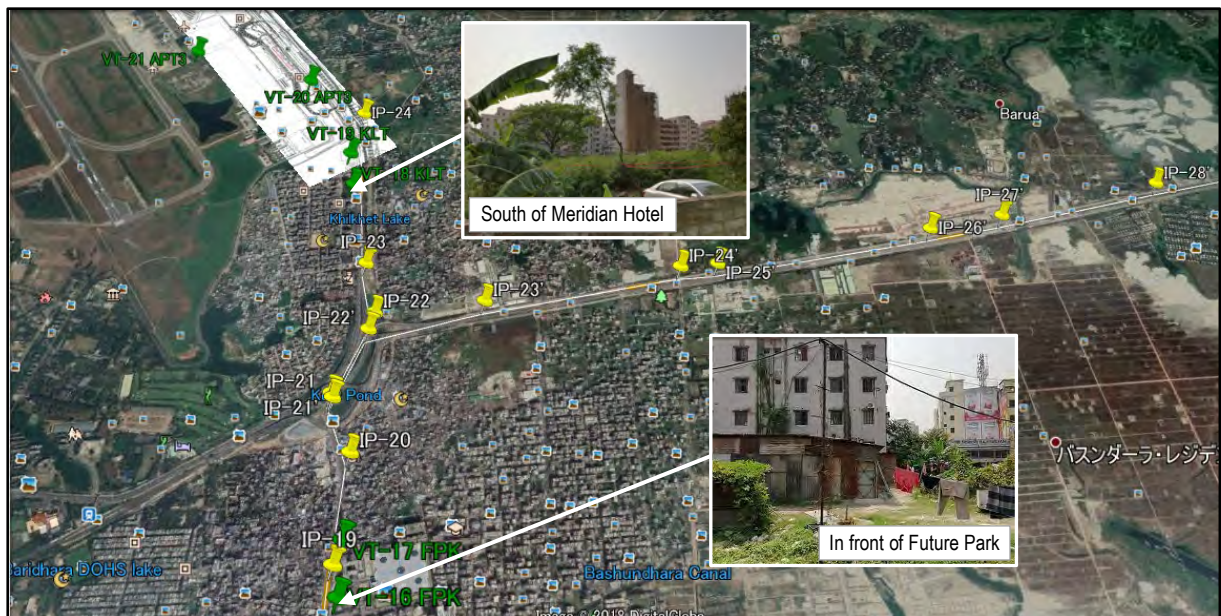 VT-21 APT3
VT-20 APT3
IP-24
VT-19 KLT
VT-18 KLT
South of Meridian Hotel
Barua
IP-28'
IP-27'
IP-26'
Khilkhet Lake
IP-23
IP-24'
IP-25'
IP-23'
IP-22
IP-22'
IP-21
Pond
IP-21
IP-20
バスンダーラ・レジデ
In front of Future Park
IP-19
VT-17 FPK
Baridhara DOHS lake
Bashundhara Canal
VT-16 FPK
Image © 2018 DigitalGlobe